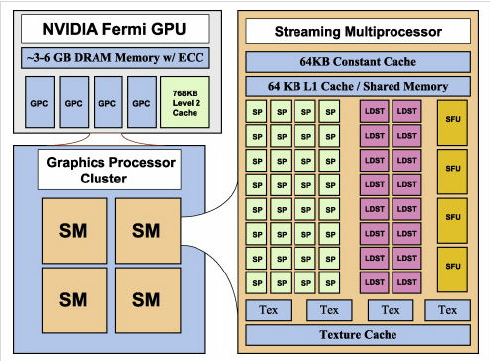 NVIDIA Fermi GPU
~3-6 GB DRAM Memory w/ ECC
GPC GPC GPC GPC
768KB
Level 2
Cache
Graphics Processor
Cluster
SM SM
SM SM
Streaming Multiprocessor
64KB Constant Cache
64 KB L1 Cache / Shared Memory
SP SP SP SP LDST LDST SFU
SP SP SP SP LDST LDST
SP SP SP SP LDST LDST SFU
SP SP SP SP LDST LDST
SP SP SP SP LDST LDST SFU
SP SP SP SP LDST LDST
SP SP SP SP LDST LDST SFU
SP SP SP SP LDST LDST
Tex Tex Tex Tex
Texture Cache